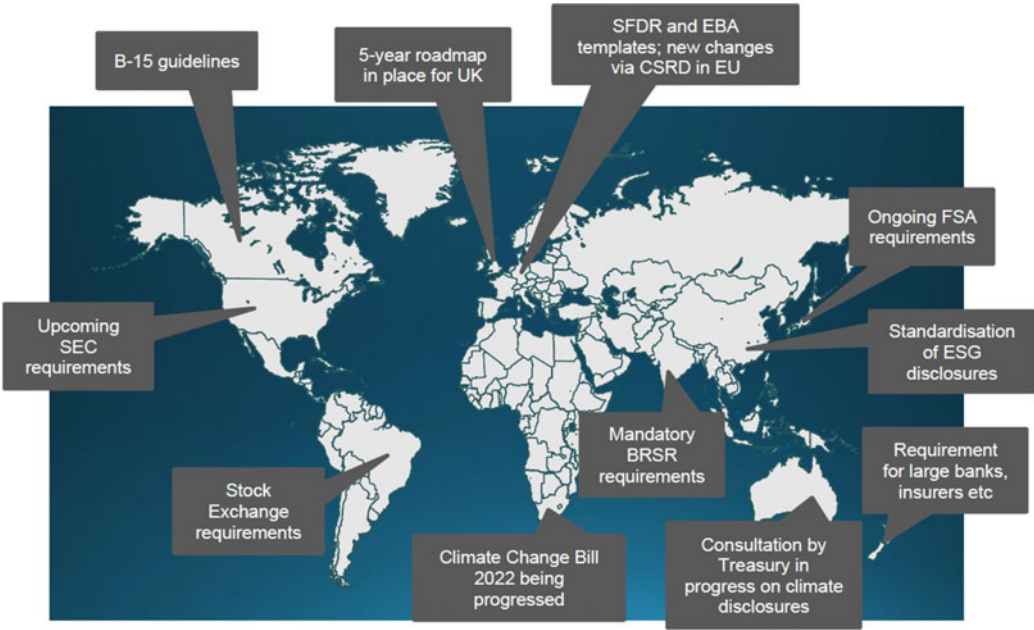 B-15 guidelines
5-year roadmap
in place for UK
SFDR and EBA
templates; new changes
via CSRD in EU
Ongoing FSA
requirements
Upcoming
SEC
requirements
Standardisation
of ESG
disclosures
Mandatory
BRSR
requirements
Requirement
for large banks,
insurers etc
Stock
Exchange
requirements
Climate Change Bill
2022 being
progressed
Consultation by
Treasury in
progress on climate
disclosures